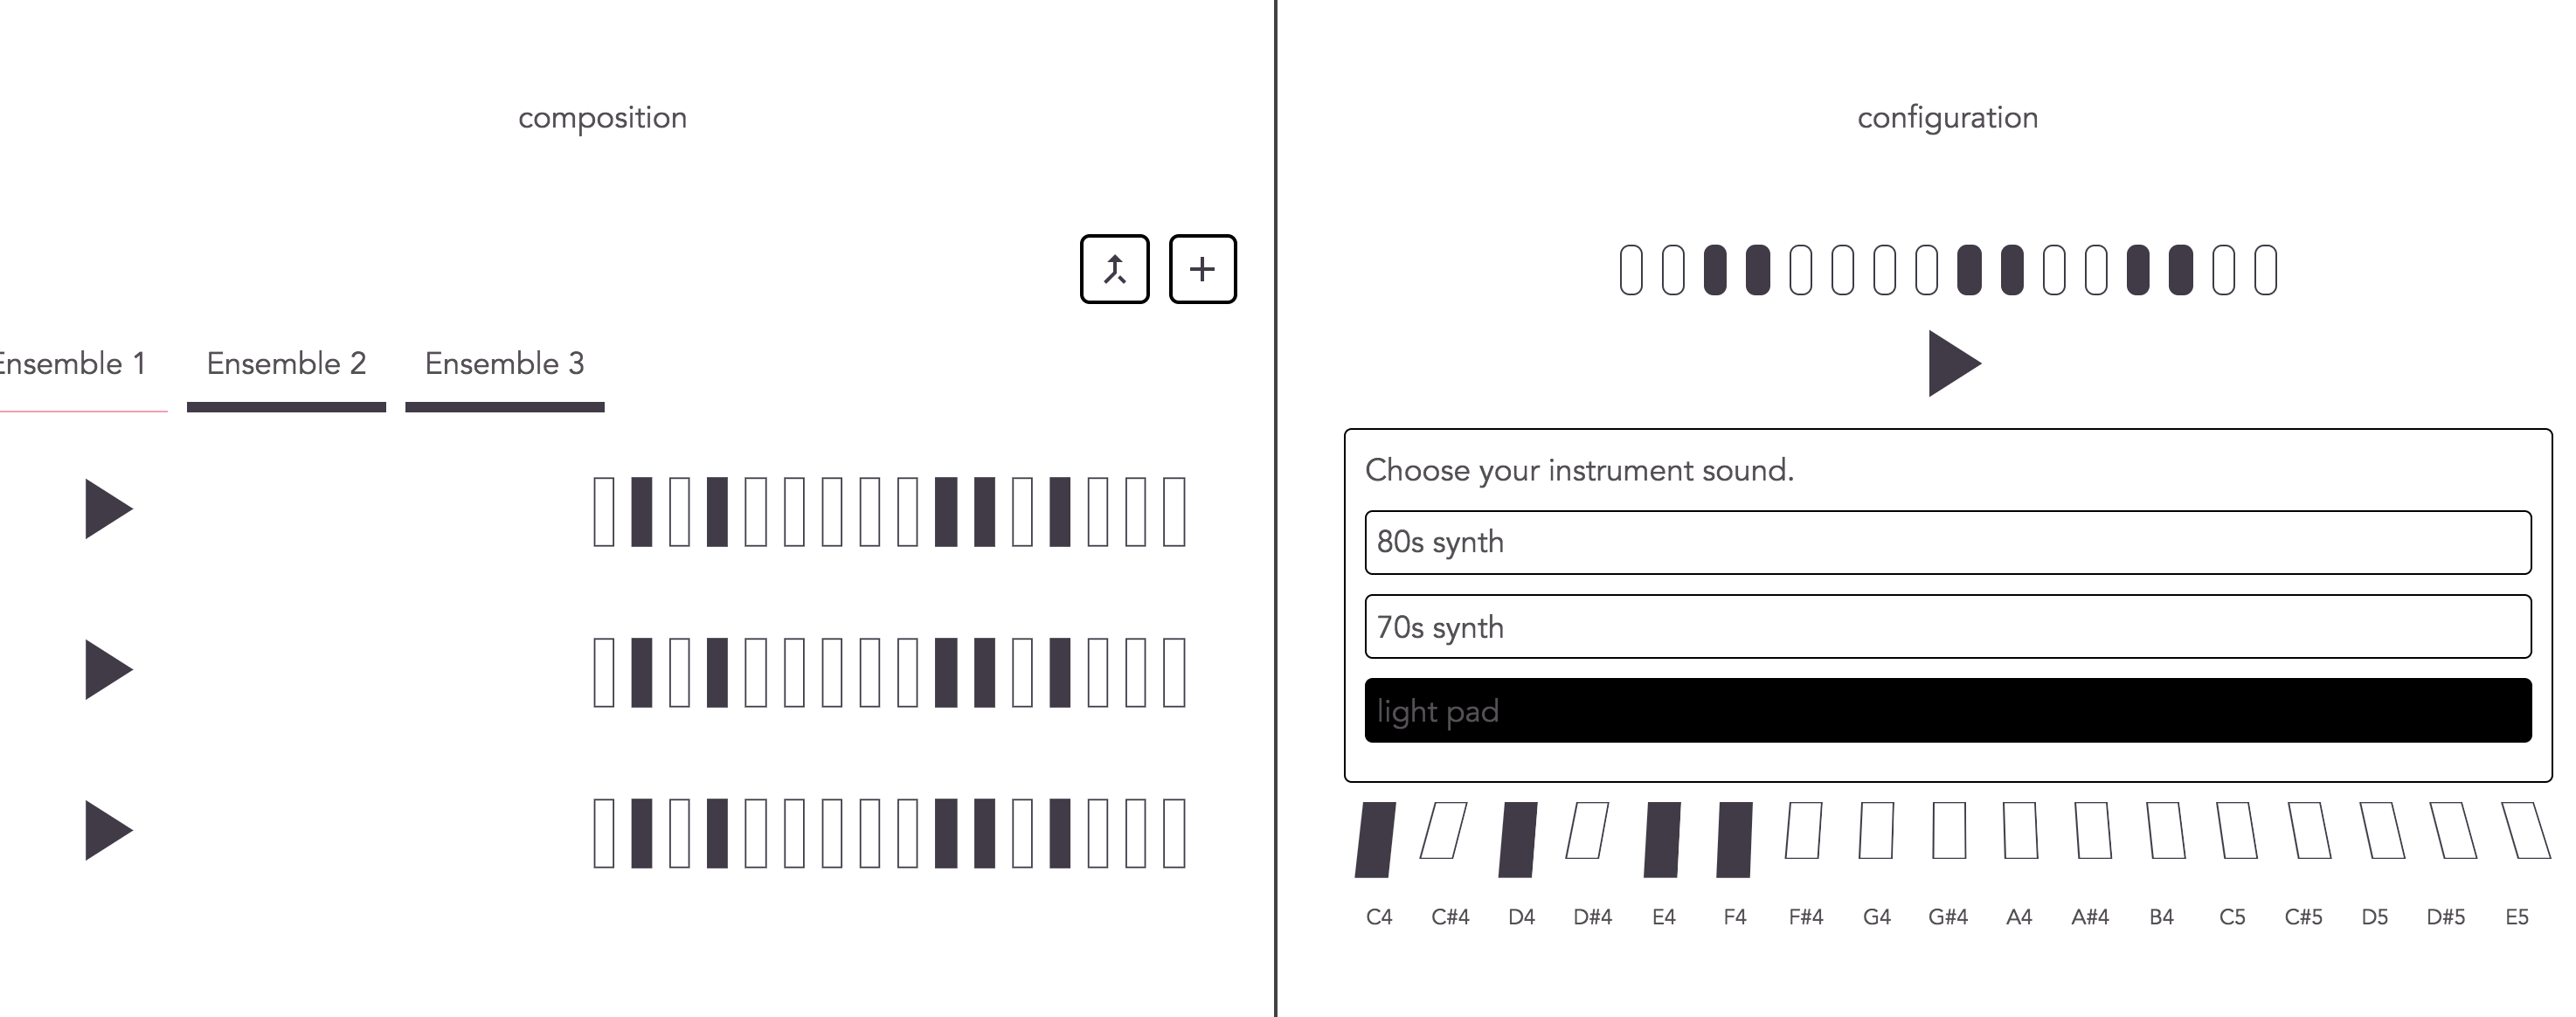 composition
Ensemble 1
Ensemble 2
Ensemble 3
configuration
Choose your instrument sound.
80s synth
70s synth
light pad
C4 C#4 D4 D#4 E4 F4 F#4 G4 G#4 A4 A#4 B4 C5 C#5 D5 D#5 E5